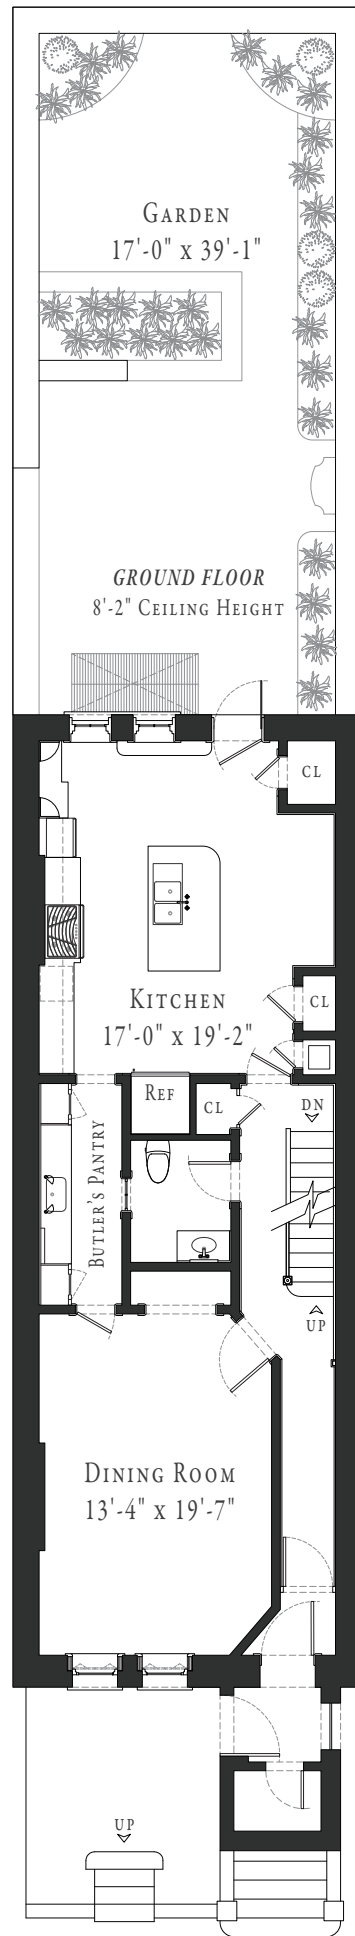 GARDEN
17'-0" x 39'-1"
GROUND FLOOR
8'-2" CEILING HEIGHT
CL
CL
KITCHEN
17'-0" x 19'-2"
REF
CL
DN
BUTLER'S PANTRY
UP
DINING ROOM
13'-4" x 19'-7"
UP